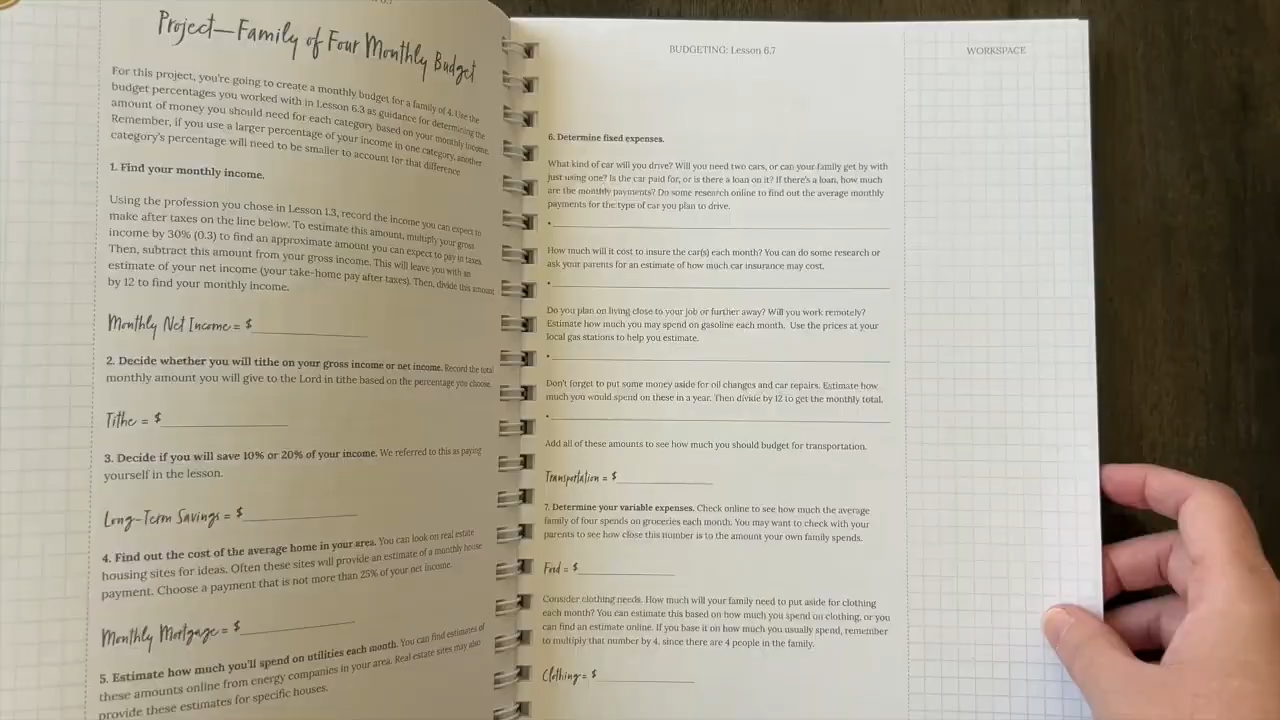 Project—Family of Four Monthly Budget
For this project, you're going to create a monthly budget for a family of 4. Use the
budget percentages you worked with in Lesson 6.3 as guidance for determining the
amount of money you should need for each category based on your monthly income.
Remember, if you use a larger percentage of your income in one category, another
category's percentage will need to be smaller to account for that difference
1. Find your monthly income.
Using the profession you chose in Lesson 1.3, record the income you can expect to
make after taxes on the line below. To estimate this amount, multiply your gross
income by 30% (0.3) to find an approximate amount you can expect to pay in taxes.
Then, subtract this amount from your gross income. This will leave you with an
estimate of your net income (your take-home pay after taxes). Then, divide this amount
by 12 to find your monthly income.
Monthly Net Income = $
2. Decide whether you will tithe on your gross income or net income. Record the total
monthly amount you will give to the Lord in tithe based on the percentage you choose.
Tithe = $
3. Decide if you will save 10% or 20% of your income. We referred to this as paying
yourself in the lesson.
Long-Term Savings = $
4. Find out the cost of the average home in your area. You can look on real estate
housing sites for ideas. Often these sites will provide an estimate of a monthly house
payment. Choose a payment that is not more than 25% of your net income.
Monthly Mortgage = $
5. Estimate how much you'll spend on utilities each month. You can find estimates of
these amounts online from energy companies in your area. Real estate sites may also
provide these estimates for specific houses.
BUDGETING: Lesson 6.7
WORKSPACE
6. Determine fixed expenses.
What kind of car will you drive? Will you need two cars, or can your family get by with
just using one? Is the car paid for, or is there a loan on it? If there's a loan, how much
are the monthly payments? Do some research online to find out the average monthly
payments for the type of car you plan to drive.
•
How much will it cost to insure the car(s) each month? You can do some research or
ask your parents for an estimate of how much car insurance may cost.
•
Do you plan on living close to your job or further away? Will you work remotely?
Estimate how much you may spend on gasoline each month. Use the prices at your
local gas stations to help you estimate.
•
Don't forget to put some money aside for oil changes and car repairs. Estimate how
much you would spend on these in a year. Then divide by 12 to get the monthly total.
•
Add all of these amounts to see how much you should budget for transportation.
Transportation = $
7. Determine your variable expenses. Check online to see how much the average
family of four spends on groceries each month. You may want to check with your
parents to see how close this number is to the amount your own family spends.
Food = $
Consider clothing needs. How much will your family need to put aside for clothing
each month? You can estimate this based on how much you spend on clothing, or you
can find an estimate online. If you base it on how much you usually spend, remember
to multiply that number by 4, since there are 4 people in the family.
Clothing = $